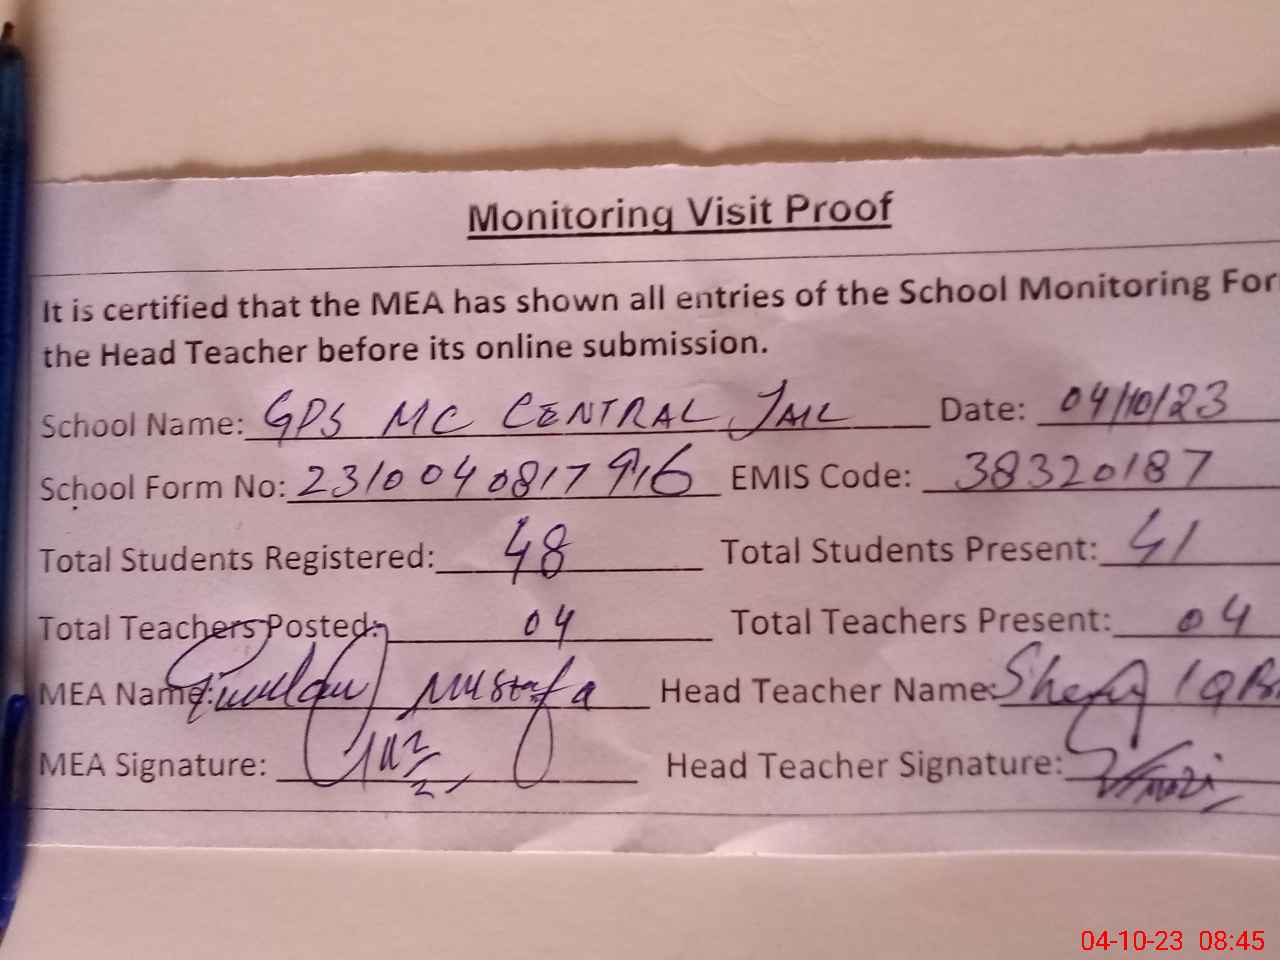 Monitoring Visit Proof
It is certified that the MEA has shown all entries of the School Monitoring For
the Head Teacher before its online submission.
School Name: GPS MC CENTRAL JAIL Date: 04/10/23
School Form No: 2310040817916 EMIS Code: 38320187
Total Students Registered: 48 Total Students Present: 41
Total Teachers Posted: 04 Total Teachers Present: 04
MEA Name: Mustafa Head Teacher Name:
MEA Signature: Head Teacher Signature:
04-10-23 08:45